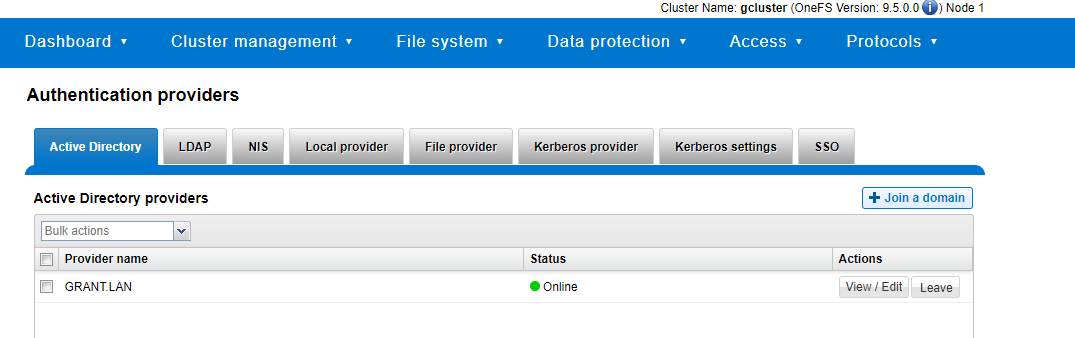 Cluster Name: gcluster (OneFS Version: 9.5.0.0 i ) Node 1
Dashboard Cluster management File system Data protection Access Protocols
Authentication providers
Active Directory LDAP NIS Local provider File provider Kerberos provider Kerberos settings SSO
Active Directory providers + Join a domain
Bulk actions
Provider name Status Actions
GRANT.LAN Online View / Edit Leave